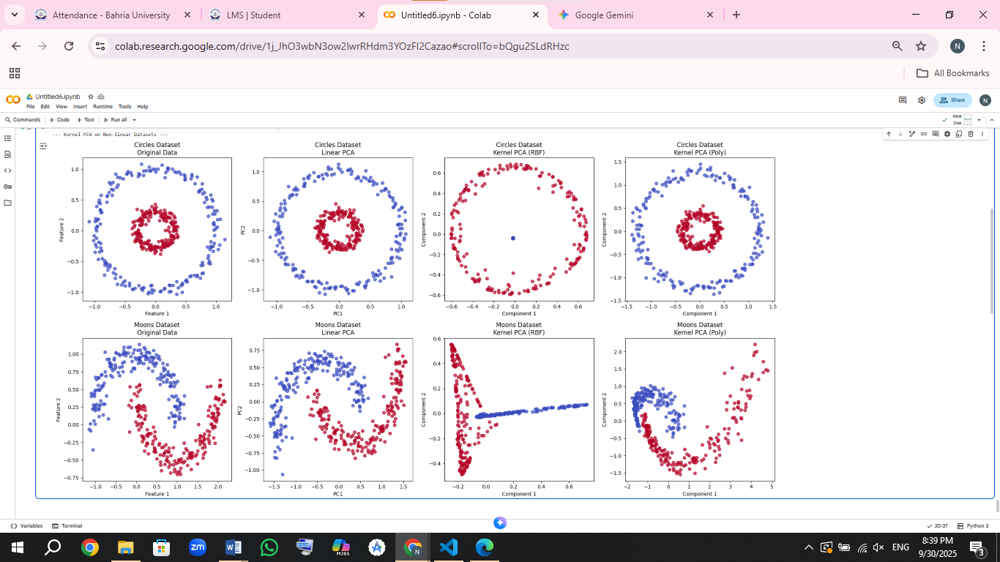 Attendance - Bahria University
LMS | Student
Untitled6.ipynb - Colab
Google Gemini
colab.research.google.com/drive/1j_JhO3wbN3ow2IwrRHdm3YOzFI2Cazao#scrollTo=bQgu2SLdRHzc
N
All Bookmarks
Untitled6.ipynb
File Edit View Insert Runtime Tools Help
Share
N
Commands + Code + Text Run all
RAM
Disk
--- Kernel PCA on Non-linear Datasets ---
Circles Dataset
Original Data
1.0
0.5
0.0
−0.5
−1.0
Feature 2
−1.0 −0.5 0.0 0.5 1.0
Feature 1
Circles Dataset
Linear PCA
1.0
0.5
0.0
−0.5
−1.0
PC2
−1.0 −0.5 0.0 0.5 1.0
PC1
Circles Dataset
Kernel PCA (RBF)
0.6
0.4
0.2
0.0
−0.2
−0.4
−0.6
Component 2
−0.6 −0.4 −0.2 0.0 0.2 0.4 0.6
Component 1
Circles Dataset
Kernel PCA (Poly)
1.5
1.0
0.5
0.0
−0.5
−1.0
−1.5
Component 2
−1.5 −1.0 −0.5 0.0 0.5 1.0 1.5
Component 1
Moons Dataset
Original Data
1.00
0.75
0.50
0.25
0.00
−0.25
−0.50
−0.75
Feature 2
−1.0 −0.5 0.0 0.5 1.0 1.5 2.0
Feature 1
Moons Dataset
Linear PCA
0.75
0.50
0.25
0.00
−0.25
−0.50
−0.75
−1.00
PC2
−1.5 −1.0 −0.5 0.0 0.5 1.0 1.5
PC1
Moons Dataset
Kernel PCA (RBF)
0.6
0.4
0.2
0.0
−0.2
−0.4
Component 2
−0.2 0.0 0.2 0.4 0.6
Component 1
Moons Dataset
Kernel PCA (Poly)
2.0
1.5
1.0
0.5
0.0
−0.5
−1.0
−1.5
Component 2
−2 −1 0 1 2 3 4 5
Component 1
Variables Terminal
20:37 Python 3
zm
M365
N
ENG
8:39 PM
9/30/2025
3